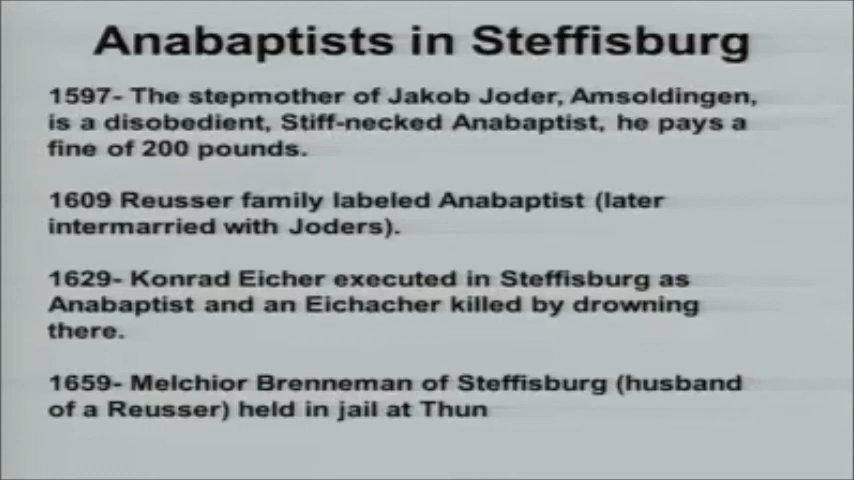 Anabaptists in Steffisburg
1597- The stepmother of Jakob Joder, Amsoldingen,
is a disobedient, Stiff-necked Anabaptist, he pays a
fine of 200 pounds.
1609 Reusser family labeled Anabaptist (later
intermarried with Joders).
1629- Konrad Eicher executed in Steffisburg as
Anabaptist and an Eichacher killed by drowning
there.
1659- Melchior Brenneman of Steffisburg (husband
of a Reusser) held in jail at Thun